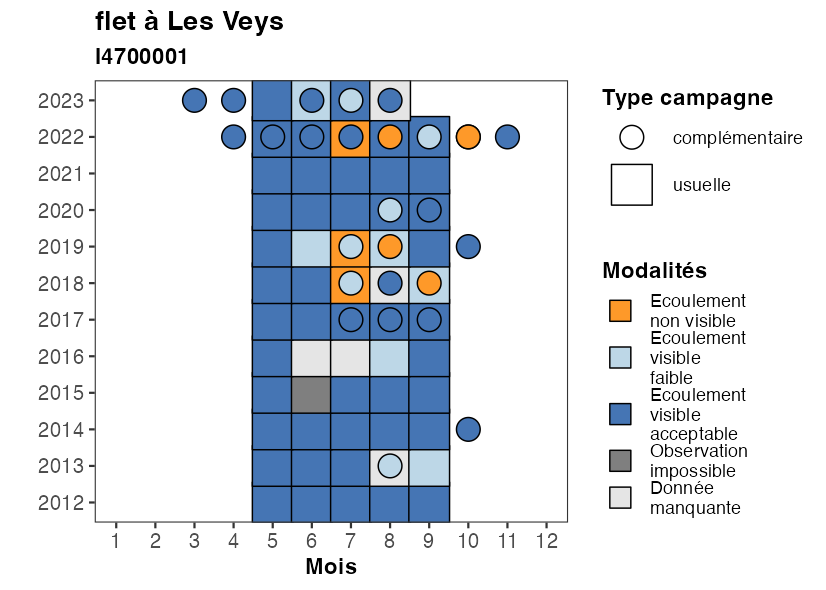 flet à Les Veys
I4700001
2023
2022
2021
2020
2019
2018
2017
2016
2015
2014
2013
2012
1 2 3 4 5 6 7 8 9 10 11 12
Mois
Type campagne
complémentaire
usuelle
Modalités
Ecoulement
non visible
Ecoulement
visible
faible
Ecoulement
visible
acceptable
Observation
impossible
Donnée
manquante